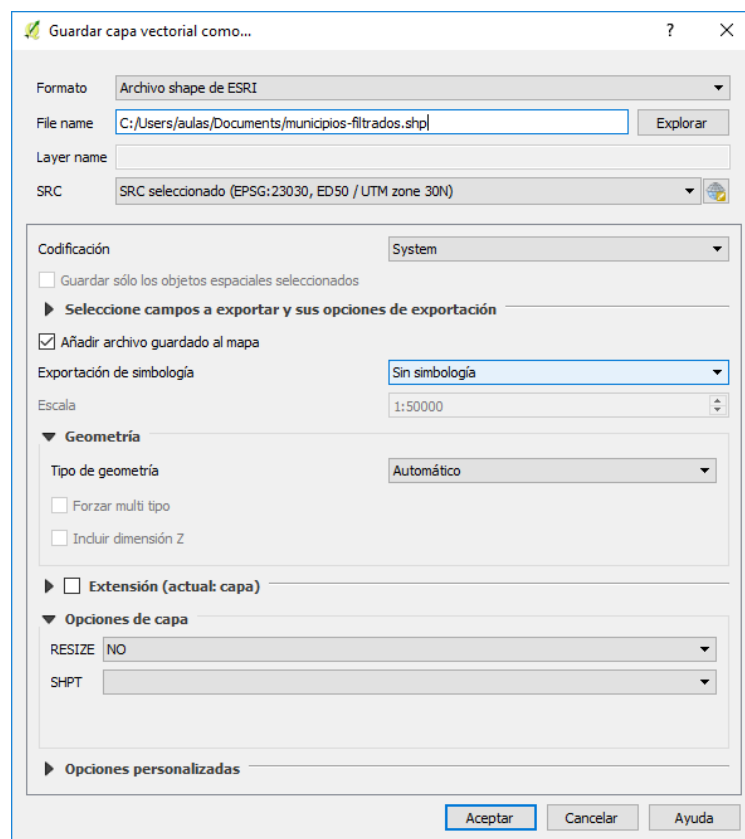 Guardar capa vectorial como...
?
Formato Archivo shape de ESRI
File name C:/Users/aulas/Documents/municipios-filtrados.shp Explorar
Layer name
SRC SRC seleccionado (EPSG:23030, ED50 / UTM zone 30N)
Codificación System
Guardar sólo los objetos espaciales seleccionados
Seleccione campos a exportar y sus opciones de exportación
Añadir archivo guardado al mapa
Exportación de simbología Sin simbología
Escala 1:50000
Geometría
Tipo de geometría Automático
Forzar multi tipo
Incluir dimensión Z
Extensión (actual: capa)
Opciones de capa
RESIZE NO
SHPT
Opciones personalizadas
Aceptar Cancelar Ayuda